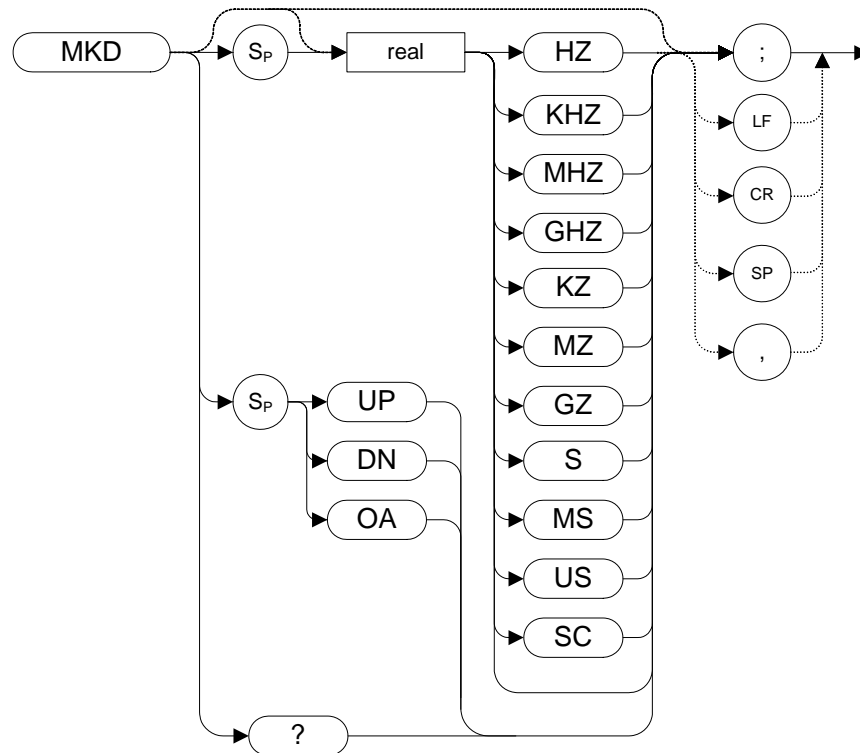 MKD SP real HZ ;
KHZ LF
MHZ CR
GHZ SP
KZ ,
MZ
SP UP GZ
DN S
OA MS
US
SC
?